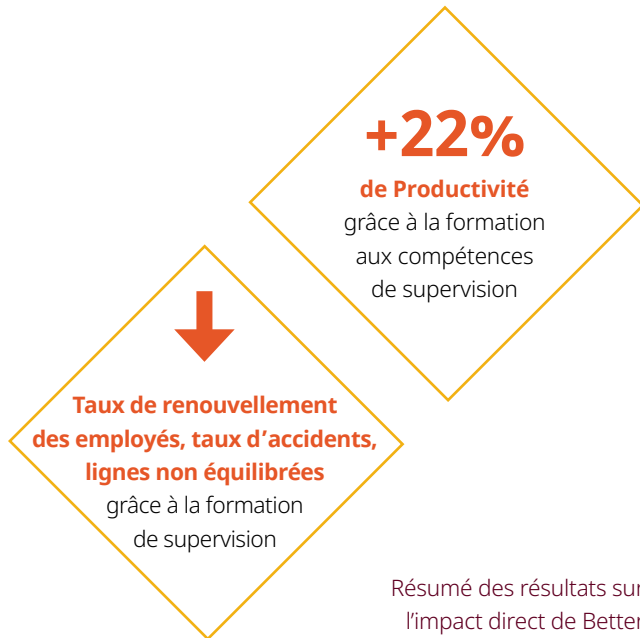 +22%
de Productivité
grâce à la formation
aux compétences
de supervision
Taux de renouvellement
des employés, taux d’accidents,
lignes non équilibrées
grâce à la formation
de supervision
Résumé des résultats sur
l’impact direct de Better